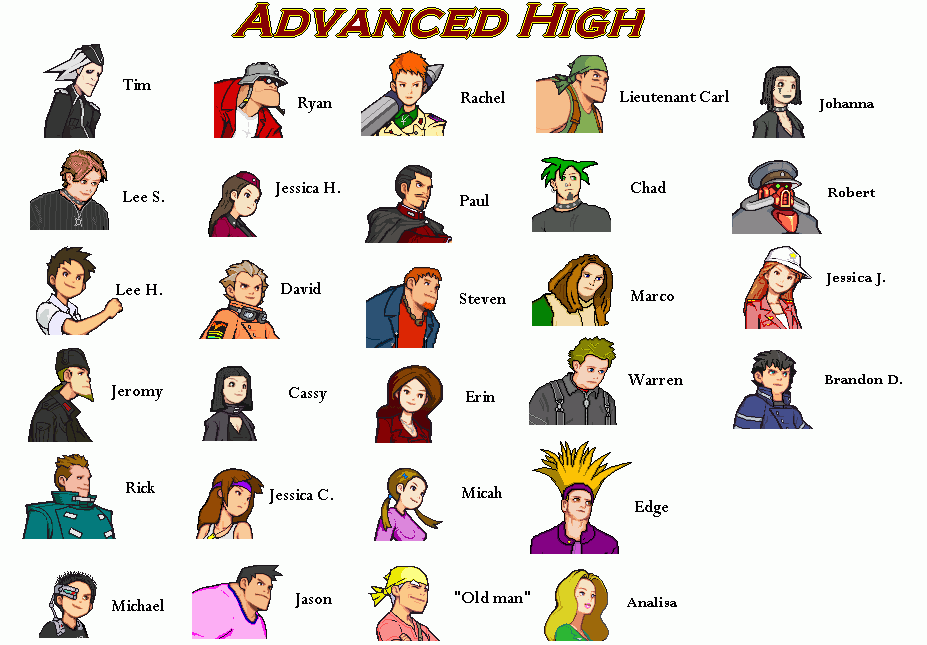 ADVANCED HIGH
Tim
Ryan
Rachel
Lieutenant Carl
Johanna
Lee S.
Jessica H.
Paul
Chad
Robert
Lee H.
David
Steven
Marco
Jessica J.
Jeromy
Cassy
Erin
Warren
Brandon D.
Rick
Jessica C.
Micah
Edge
Michael
Jason
"Old man"
Analisa